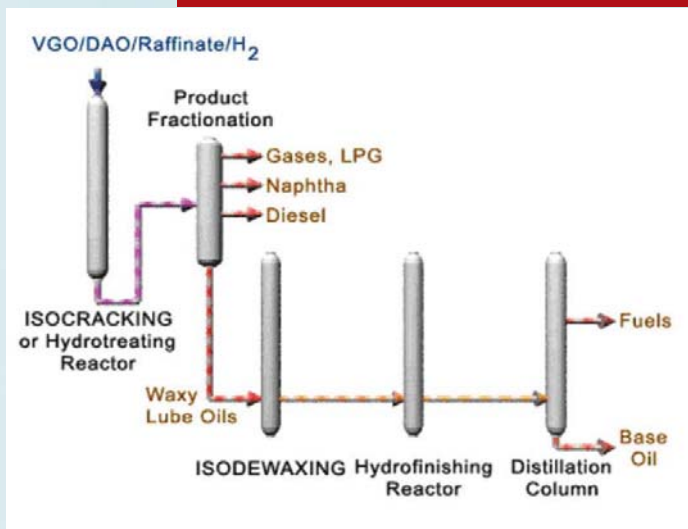 VGO/DAO/Raffinate/H2
Product
Fractionation
Gases, LPG
Naphtha
Diesel
ISOCRACKING
or Hydrotreating
Reactor
Fuels
Waxy
Lube Oils
Base
Oil
ISODEWAXING
Hydrofinishing
Reactor
Distillation
Column